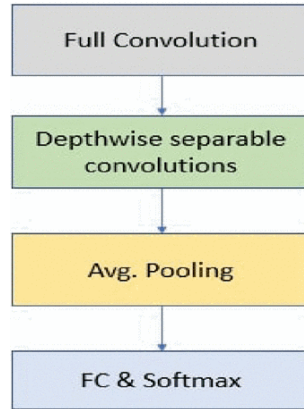 Full Convolution
Depthwise separable
convolutions
Avg. Pooling
FC & Softmax